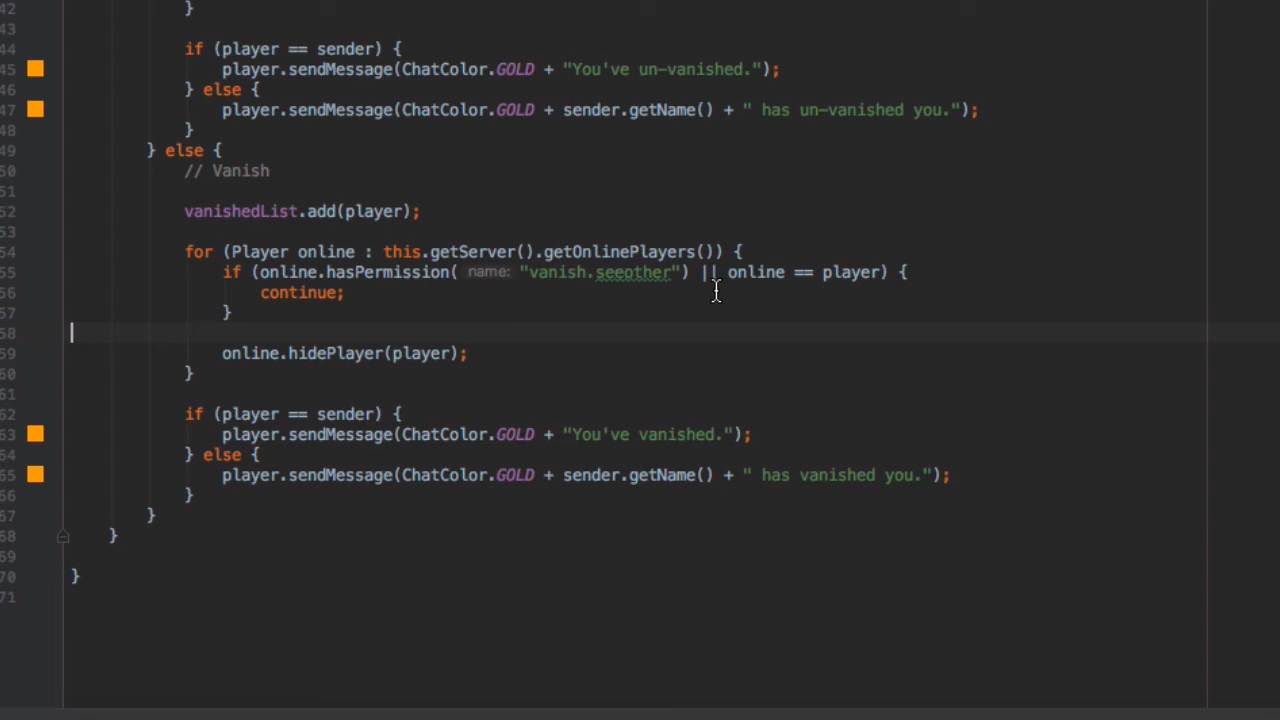 42 }
43
44 if (player == sender) {
45 player.sendMessage(ChatColor.GOLD + "You've un-vanished.");
46 } else {
47 player.sendMessage(ChatColor.GOLD + sender.getName() + " has un-vanished you.");
48 }
49 } else {
50 // Vanish
51
52 vanishedList.add(player);
53
54 for (Player online : this.getServer().getOnlinePlayers()) {
55 if (online.hasPermission( name: "vanish.seeother") || online == player) {
56 continue;
57 }
58
59 online.hidePlayer(player);
60 }
61
62 if (player == sender) {
63 player.sendMessage(ChatColor.GOLD + "You've vanished.");
64 } else {
65 player.sendMessage(ChatColor.GOLD + sender.getName() + " has vanished you.");
66 }
67 }
68 }
69
70 }
71